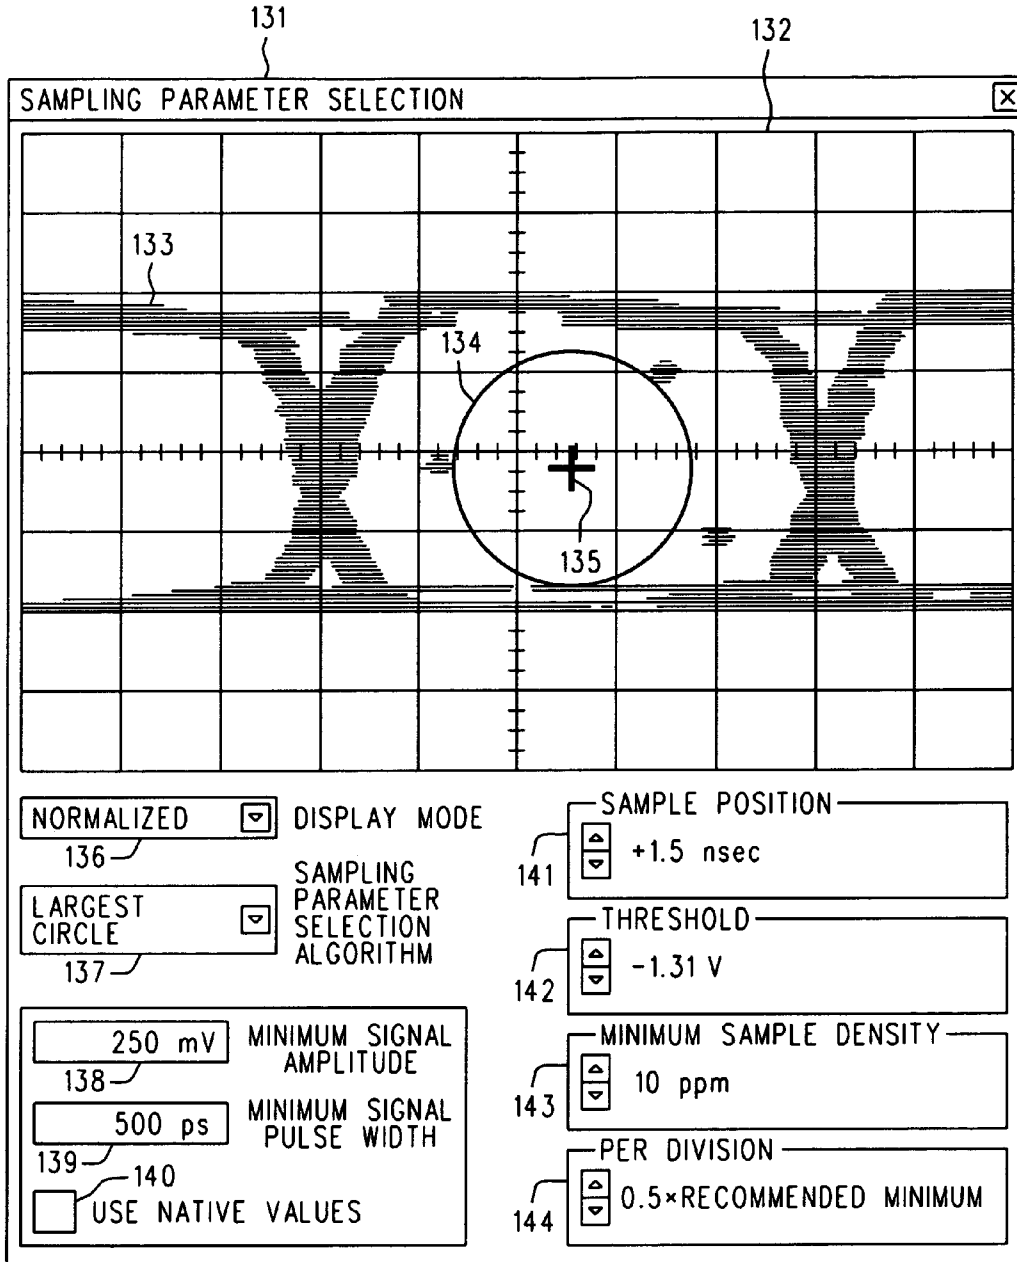 131
132
SAMPLING PARAMETER SELECTION
133
134
135
NORMALIZED
DISPLAY MODE
136
LARGEST
CIRCLE
137
SAMPLING
PARAMETER
SELECTION
ALGORITHM
250 mV
MINIMUM SIGNAL
AMPLITUDE
138
500 ps
MINIMUM SIGNAL
PULSE WIDTH
139
140
USE NATIVE VALUES
SAMPLE POSITION
+1.5 nsec
141
THRESHOLD
-1.31 V
142
MINIMUM SAMPLE DENSITY
10 ppm
143
PER DIVISION
0.5×RECOMMENDED MINIMUM
144